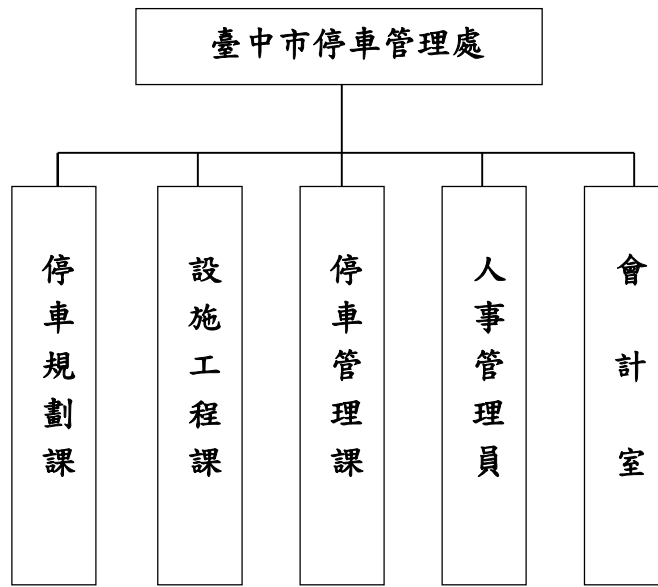 臺中市停車管理處
停車規劃課
設施工程課
停車管理課
人事管理員
會計室